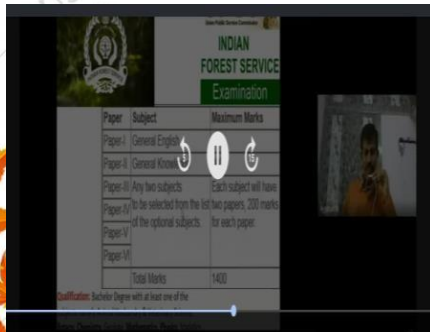 Union Public Service Commission
INDIAN
FOREST SERVICE
Examination
Paper Subject Maximum Marks
Paper-I General English
Paper-II General Knowle
Paper-III Any two subjects Each subject will have
Paper-IV to be selected from the list two papers, 200 marks
Paper-V of the optional subjects. for each paper.
Paper-VI
Total Marks 1400
Qualification: Bachelor Degree with at least one of the